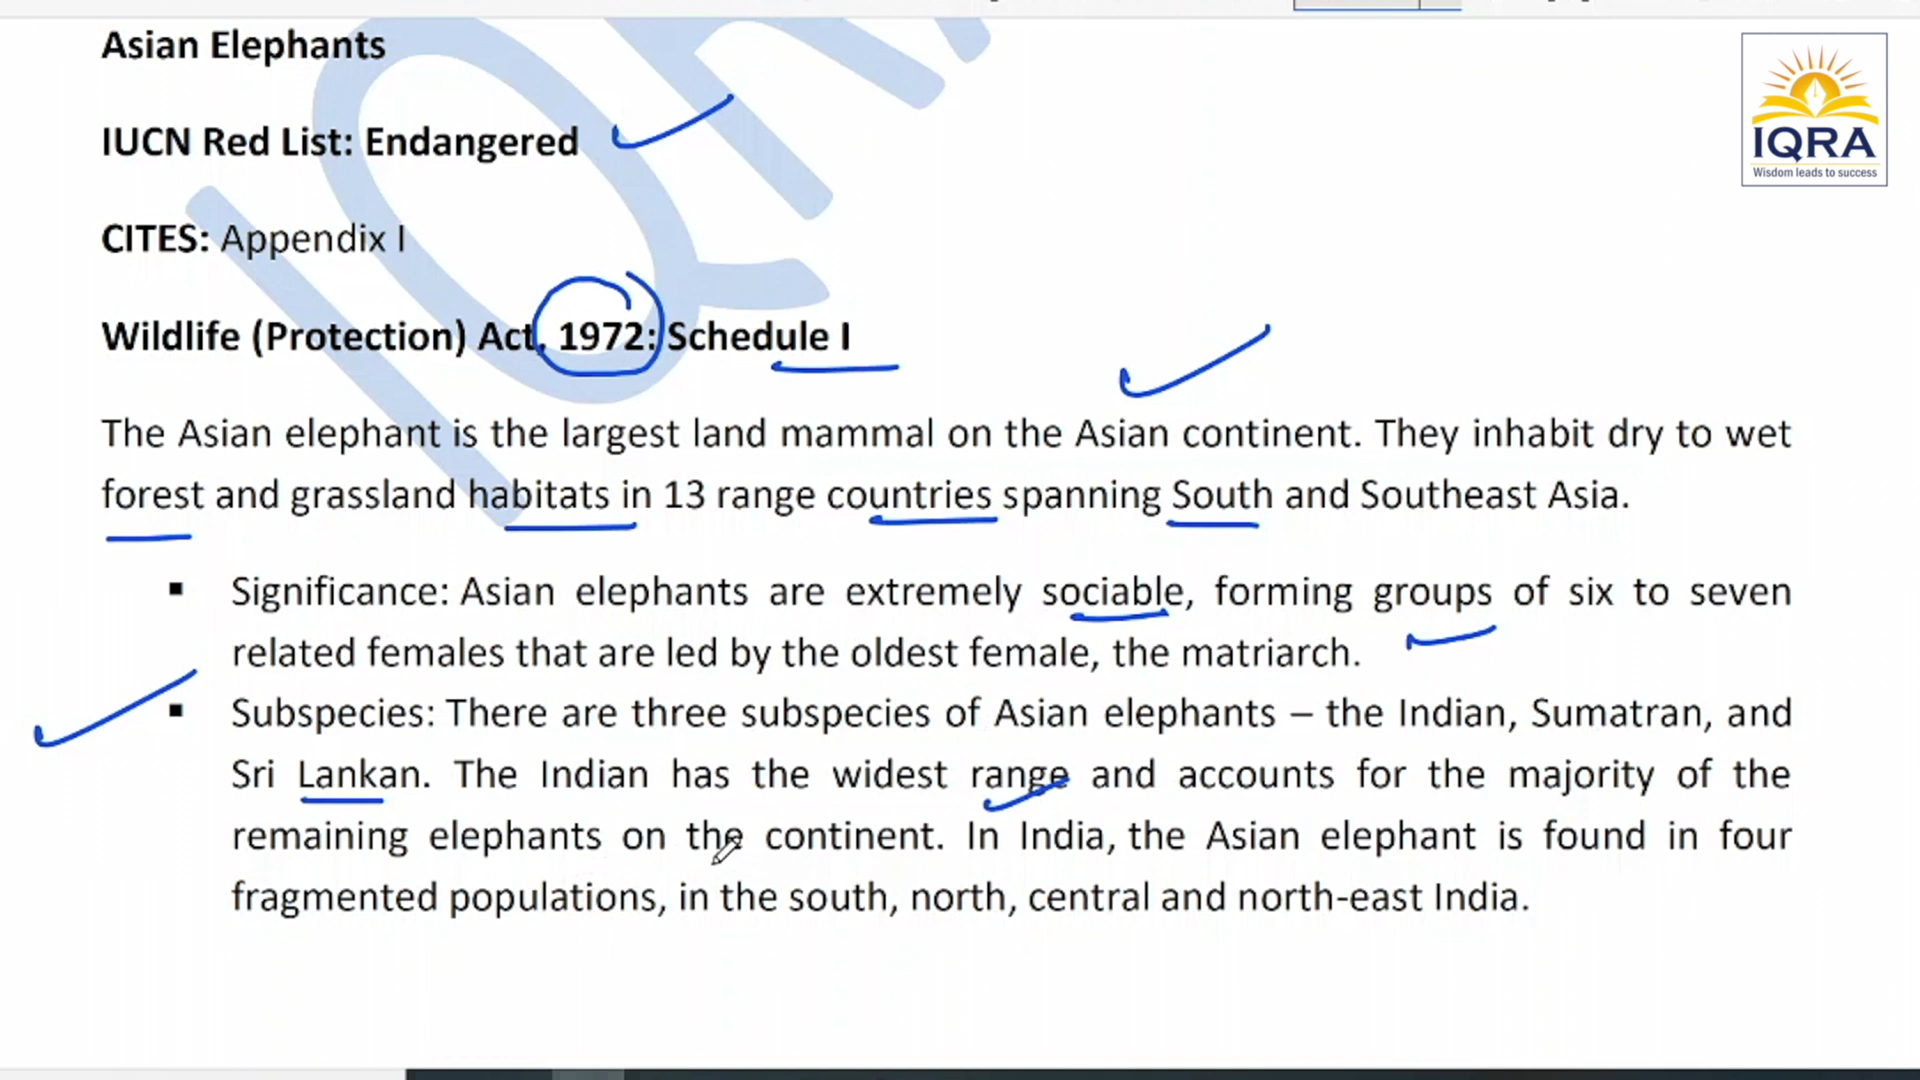 Asian Elephants
IQRA
Wisdom leads to success
IUCN Red List: Endangered
CITES: Appendix I
Wildlife (Protection) Act, 1972: Schedule I
The Asian elephant is the largest land mammal on the Asian continent. They inhabit dry to wet
forest and grassland habitats in 13 range countries spanning South and Southeast Asia.
▪ Significance: Asian elephants are extremely sociable, forming groups of six to seven
related females that are led by the oldest female, the matriarch.
▪ Subspecies: There are three subspecies of Asian elephants – the Indian, Sumatran, and
Sri Lankan. The Indian has the widest range and accounts for the majority of the
remaining elephants on the continent. In India, the Asian elephant is found in four
fragmented populations, in the south, north, central and north-east India.